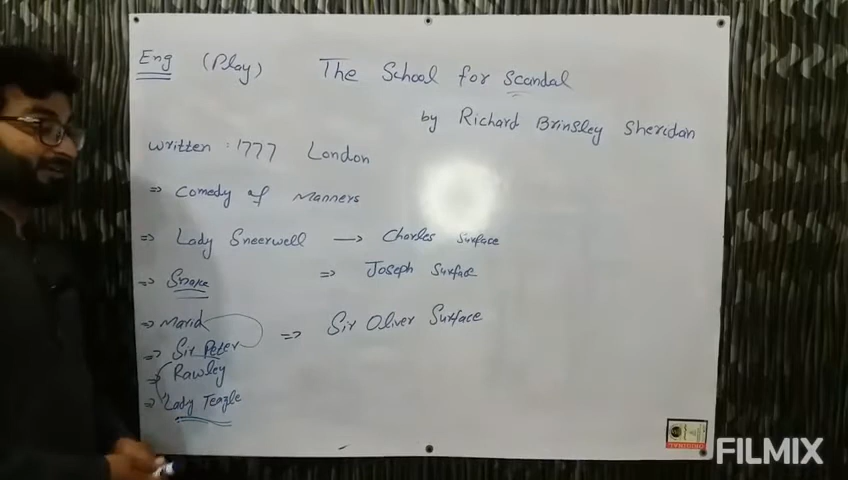 Eng (Play) The School for Scandal
by Richard Brinsley Sheridan
written : 1777 London
⇒ Comedy of Manners
⇒ Lady Sneerwell → Charles Surface
⇒ Joseph Surface
⇒ Snake
⇒ Maria
⇒ Sir Oliver Surface
⇒ Sir Peter
⇒ Rawley
⇒ Lady Teazle
FILMIX